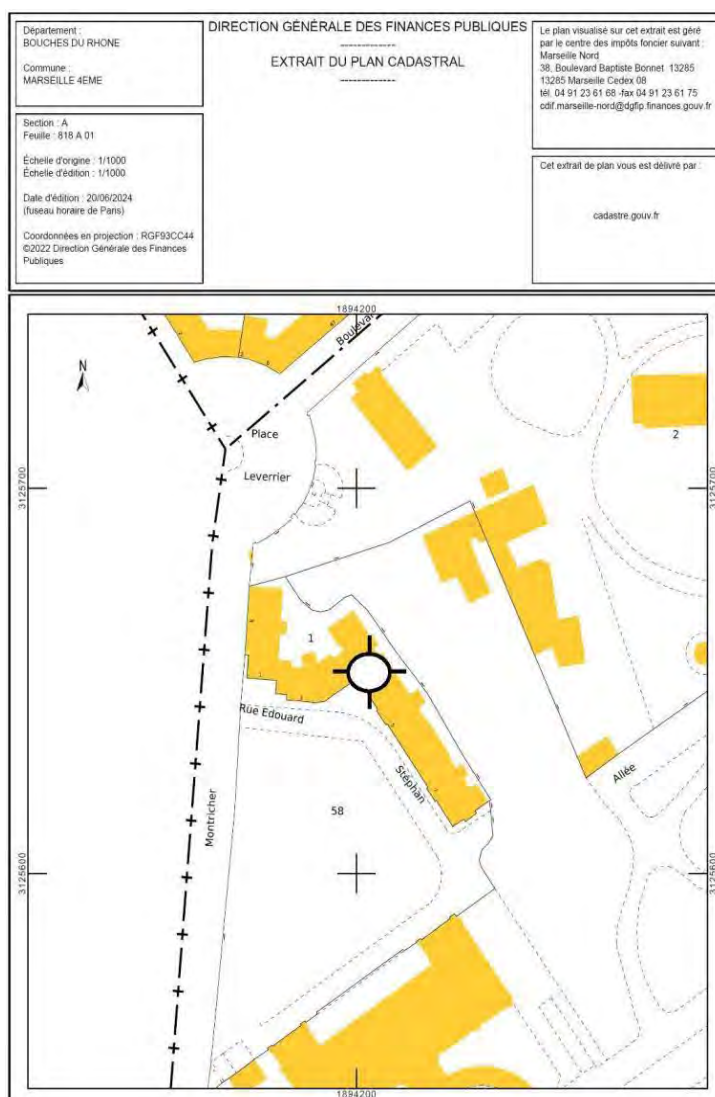 Département :
BOUCHES DU RHONE
Commune :
MARSEILLE 4EME
Section : A
Feuille : 818 A 01
Échelle d'origine : 1/1000
Échelle d'édition : 1/1000
Date d'édition : 20/06/2024
(fuseau horaire de Paris)
Coordonnées en projection : RGF93CC44
©2022 Direction Générale des Finances
Publiques
DIRECTION GÉNÉRALE DES FINANCES PUBLIQUES
-------------
EXTRAIT DU PLAN CADASTRAL
-------------
Le plan visualisé sur cet extrait est géré
par le centre des impôts foncier suivant :
Marseille Nord
38, Boulevard Baptiste Bonnet 13285
13285 Marseille Cedex 08
tél. 04 91 23 61 68 -fax 04 91 23 61 75
cdif.marseille-nord@dgfip.finances.gouv.fr
Cet extrait de plan vous est délivré par :
cadastre.gouv.fr
1894200
Boulevar
N
Place
2
Leverrier
3125700
3125700
1
Rue Edouard
Stéphan
Allée
Montricher
58
3125600
3125600
1894200